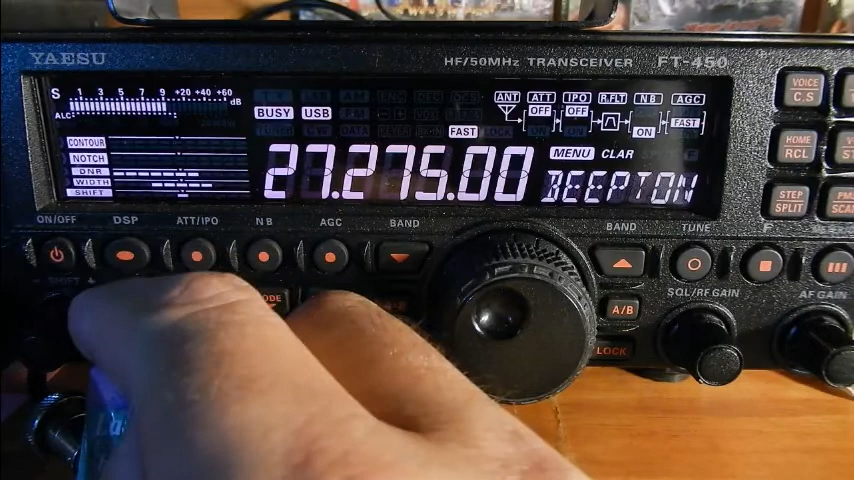 YAESU
HF/50MHz TRANSCEIVER FT-450
S 1 3 5 7 9 +20 +40 +60 dB
ALC
BUSY USB
ANT ATT IPO R.FLT NB AGC
OFF OFF
ON FAST
FAST
CONTOUR
NOTCH
DNR
WIDTH
SHIFT
MENU CLAR
27.275.00
BEEPTON
VOICE
C.S
HOME
RCL
STEP
SPLIT
ON/OFF DSP ATT/IPO NB AGC BAND
BAND TUNE F
SHIFT
A/B
SQL/RF GAIN
AF GAIN
LOCK